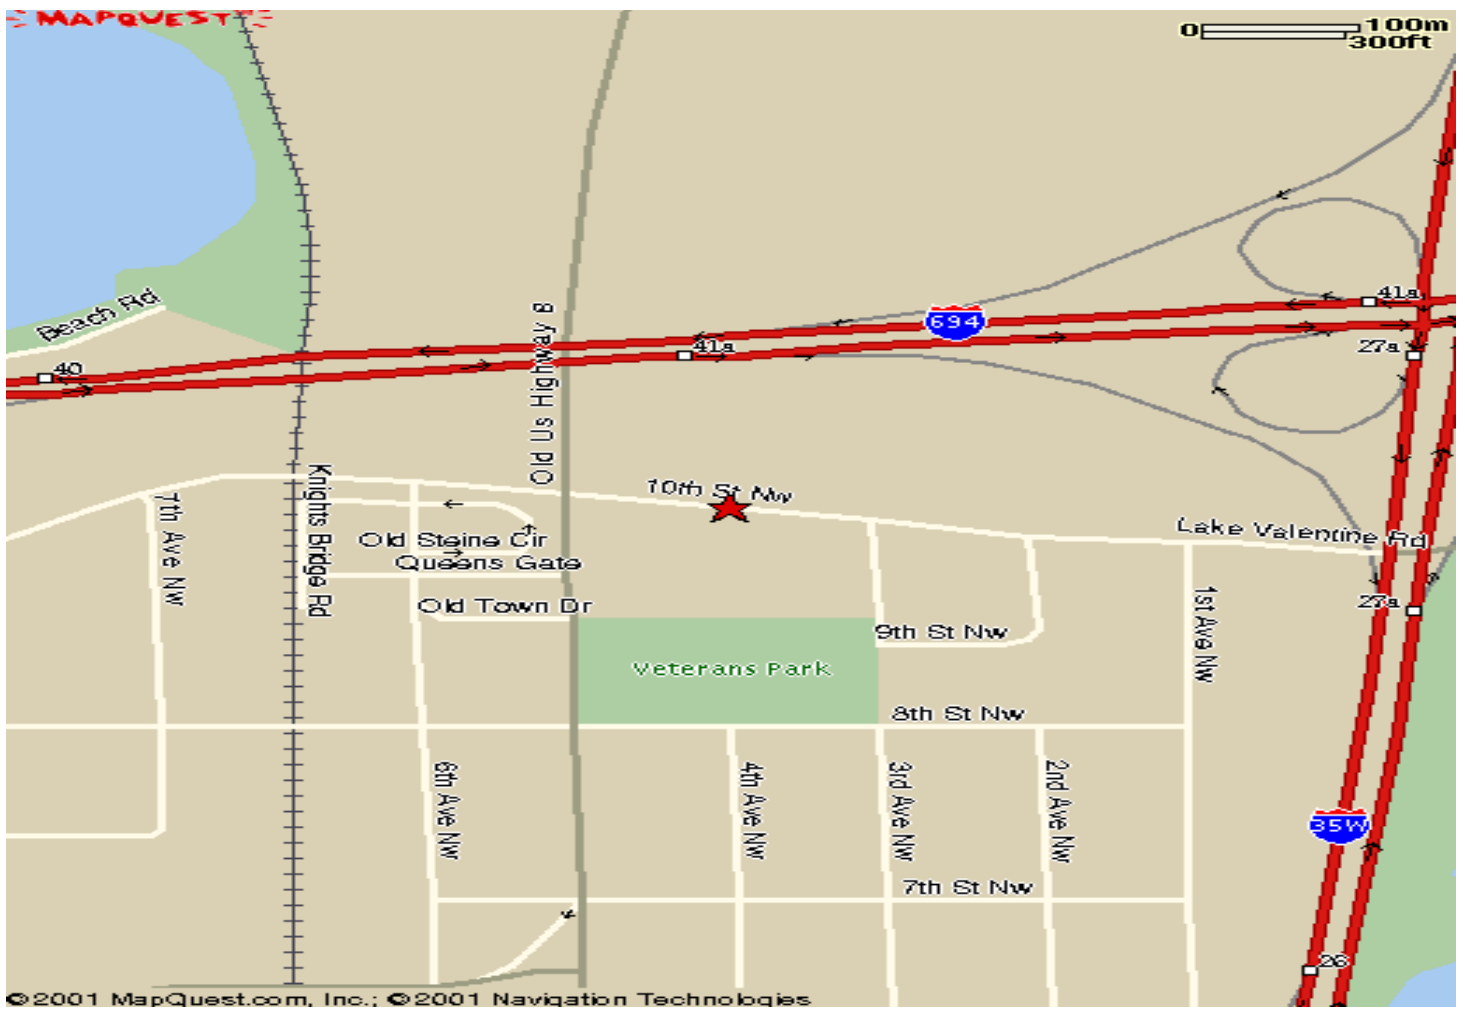 MAPQUEST
0 100m
300ft
41a
Beach Rd
694
41a
27a
40
Old Us Highway 8
10th St Nw
Knights Bridge Rd
7th Ave NW
Lake Valentine Rd
Old Steine Cir
Queens Gate
Old Town Dr
27a
1st Ave NW
9th St Nw
Veterans Park
8th St Nw
6th Ave NW
4th Ave NW
3rd Ave NW
2nd Ave NW
35W
7th St Nw
26
©2001 MapQuest.com, Inc.; ©2001 Navigation Technologies